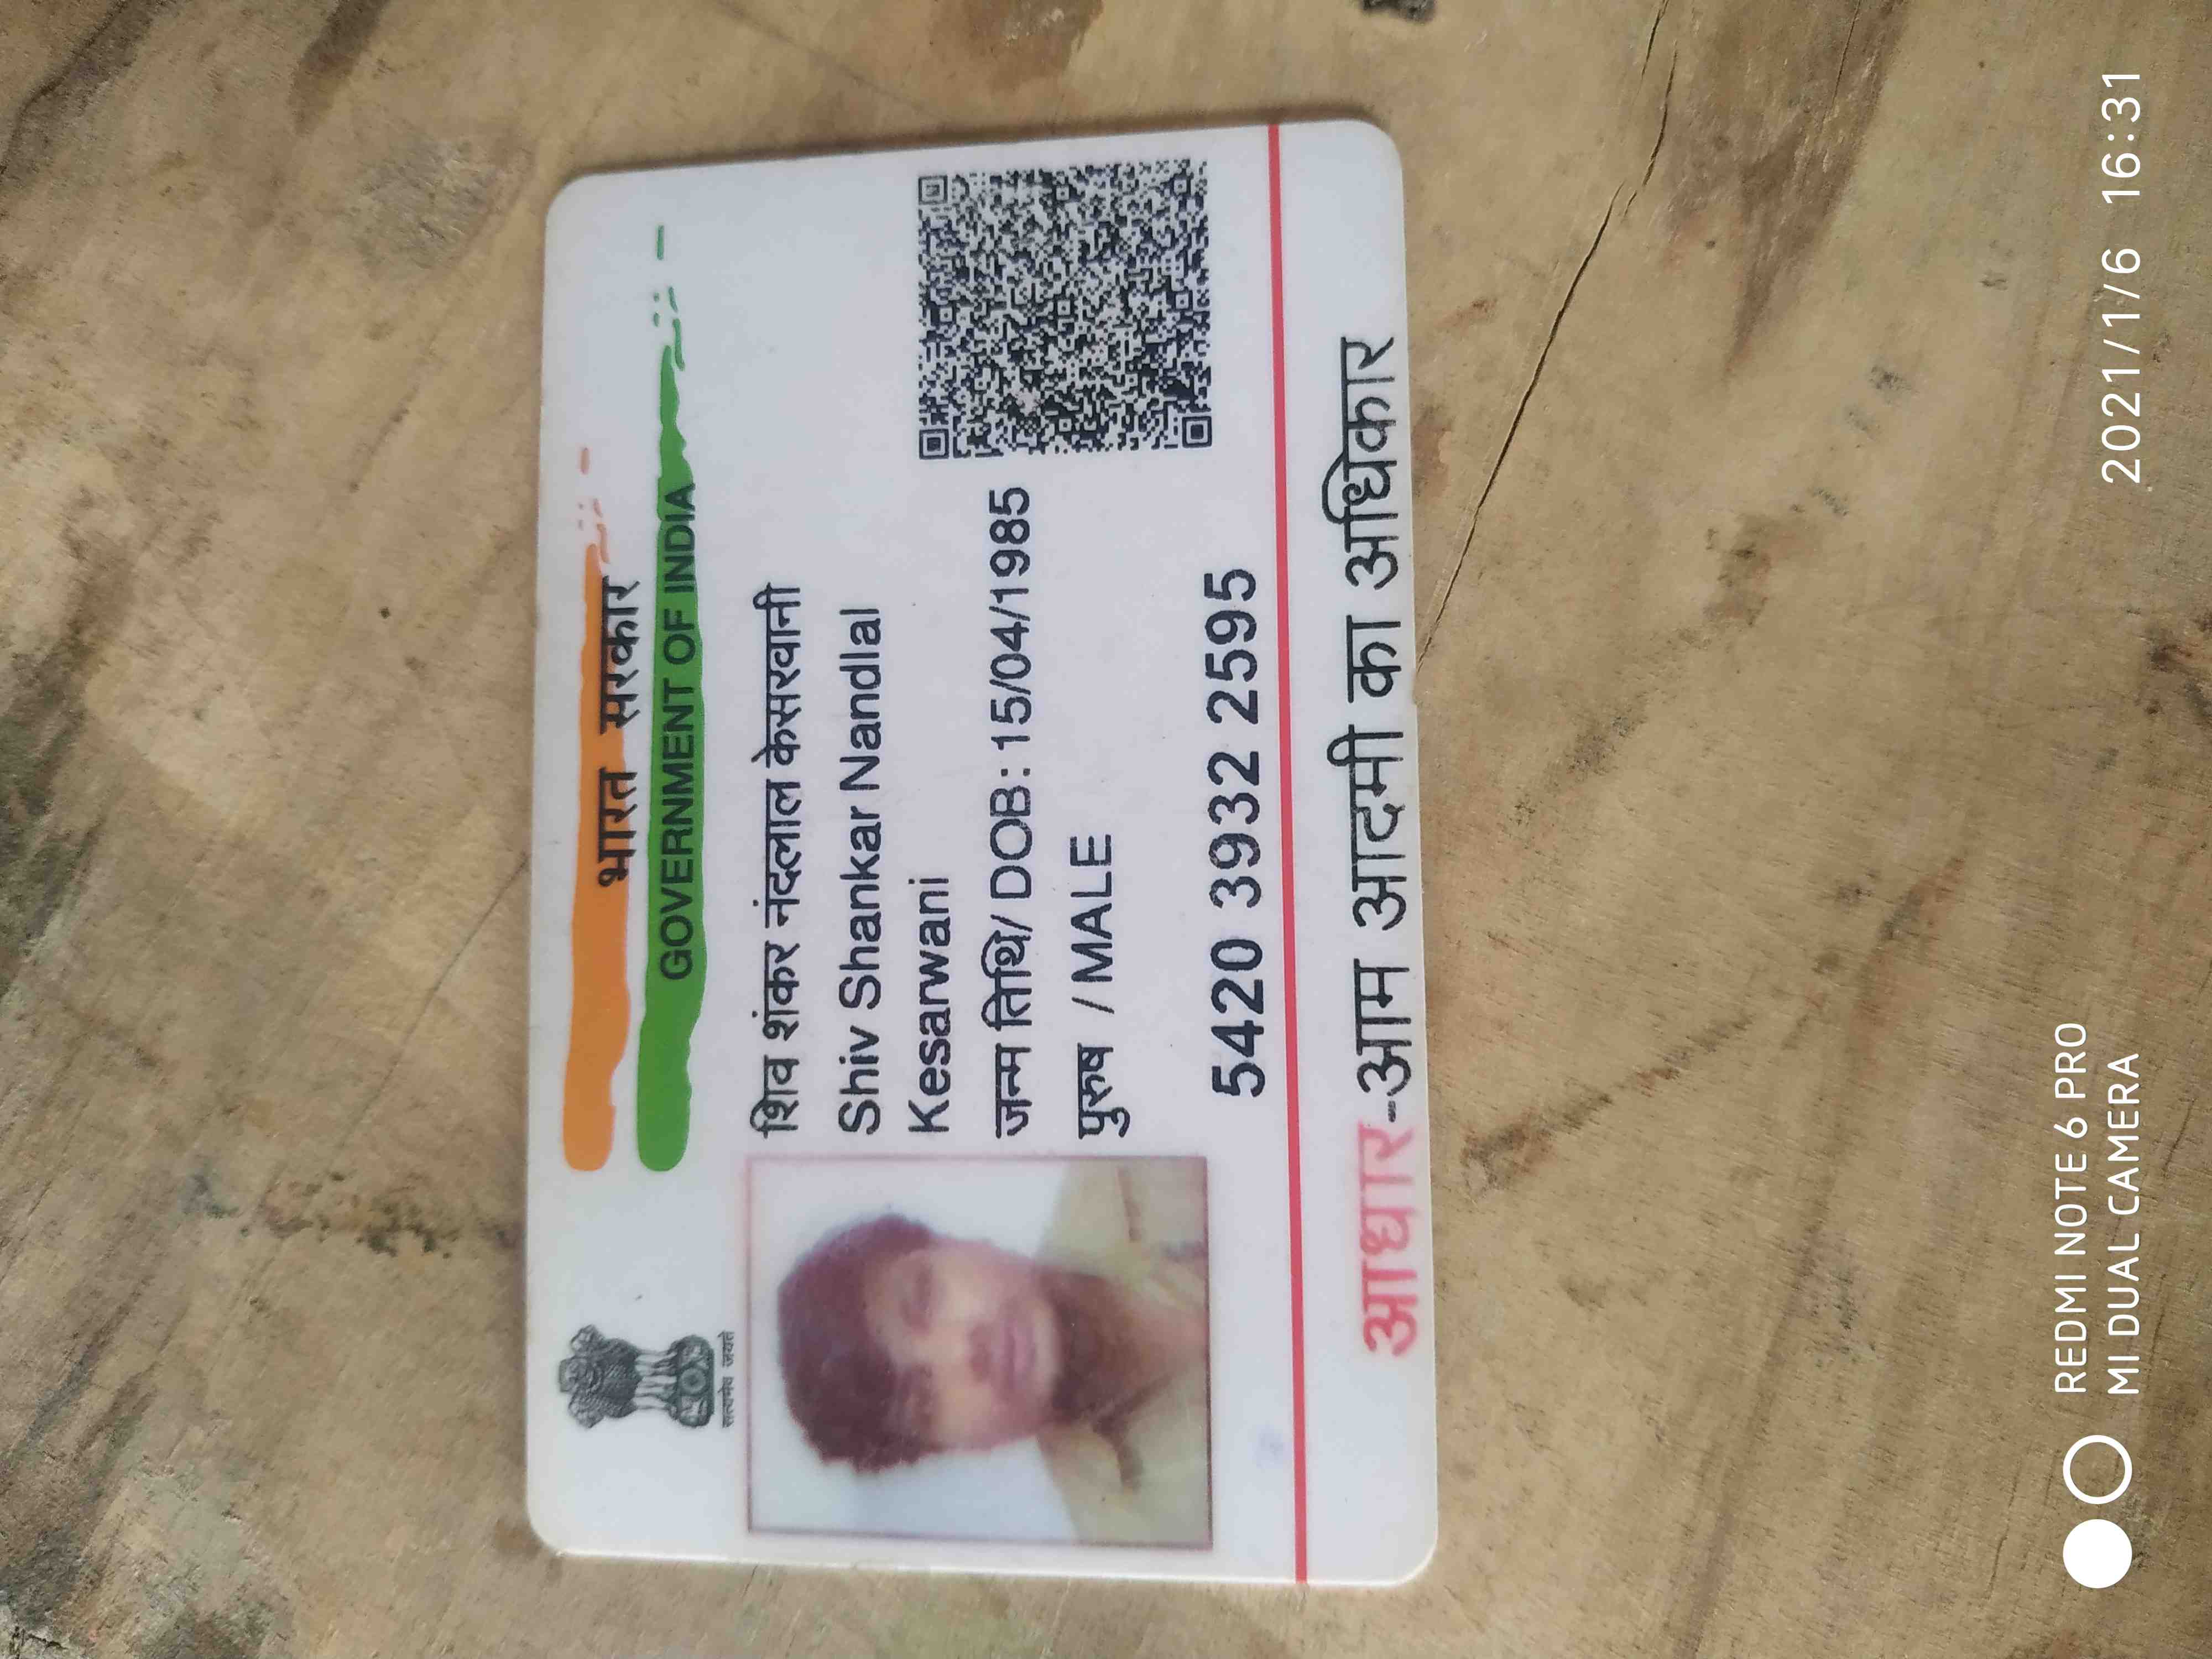 भारत सरकार
GOVERNMENT OF INDIA
सत्यमेव जयते
शिव शंकर नंदलाल केसरवानी
Shiv Shankar Nandlal
Kesarwani
जन्म तिथि/ DOB: 15/04/1985
पुरुष / MALE
5420 3932 2595
आधार-आम आदमी का अधिकार
REDMI NOTE 6 PRO
MI DUAL CAMERA
2021/1/6 16:31